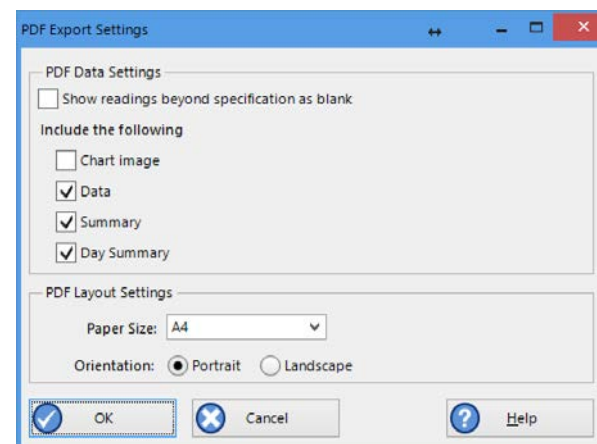 PDF Export Settings
PDF Data Settings
Show readings beyond specification as blank
Include the following
Chart image
Data
Summary
Day Summary
PDF Layout Settings
Paper Size: A4
Orientation: Portrait Landscape
OK Cancel Help